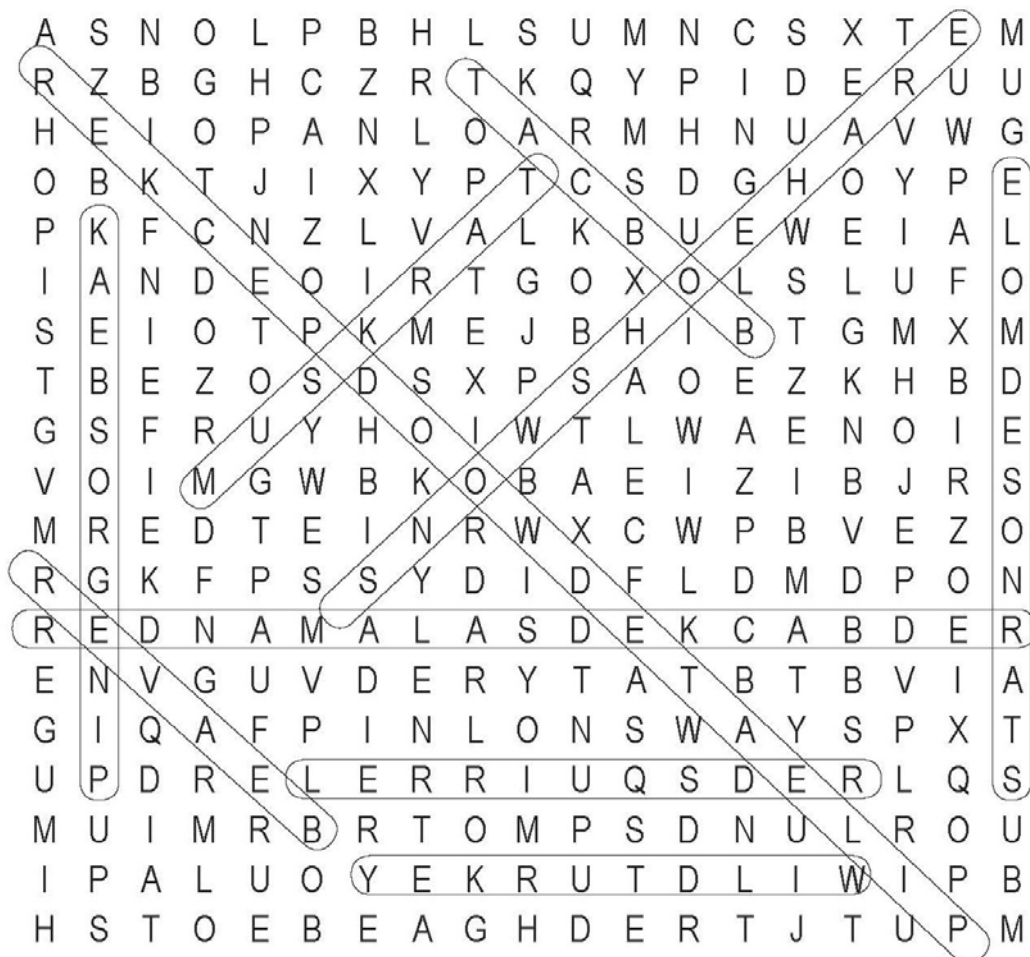 A S N O L P B H L S U M N C S X T E M
R Z B G H C Z R T K Q Y P I D E R U U
H E I O P A N L O A R M H N U A V W G
O B K T J I X Y P T C S D G H O Y P E
P K F C N Z L V A L K B U E W E I A L
I A N D E O I R T G O X O L S L U F O
S E I O T P K M E J B H I B T G M X M
T B E Z O S D S X P S A O E Z K H B D
G S F R U Y H O I W T L W A E N O I E
V O I M G W B K O B A E I Z I B J R S
M R E D T E I N R W X C W P B V E Z O
R G K F P S S Y D I D F L D M D P O N
R E D N A M A L A S D E K C A B D E R
E N V G U V D E R Y T A T B T B V I A
G I Q A F P I N L O N S W A Y S P X T
U P D R E L E R R I U Q S D E R L Q S
M U I M R B R T O M P S D N U L R O U
I P A L U O Y E K R U T D L I W I P B
H S T O E B E A G H D E R T J T U P M